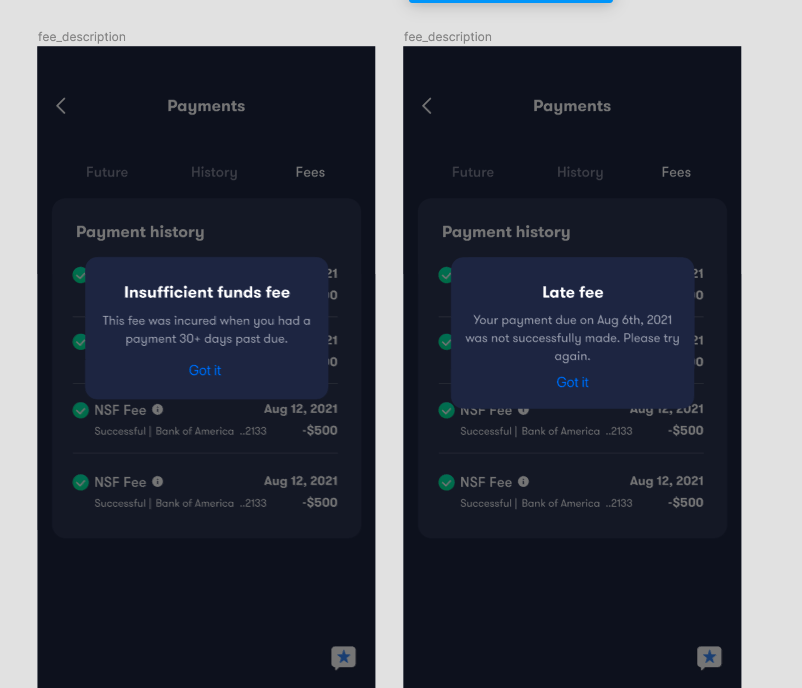 fee_description
Payments
Future
History
Fees
Payment history
21
00
Insufficient funds fee
This fee was incured when you had a
payment 30+ days past due.
Got it
21
00
NSF Fee
Aug 12, 2021
Successful | Bank of America ..2133
-$500
NSF Fee
Aug 12, 2021
Successful | Bank of America ..2133
-$500
fee_description
Payments
Future
History
Fees
Payment history
21
00
Late fee
Your payment due on Aug 6th, 2021
was not successfully made. Please try
again.
Got it
21
00
NSF Fee
Aug 12, 2021
Successful | Bank of America ..2133
-$500
NSF Fee
Aug 12, 2021
Successful | Bank of America ..2133
-$500